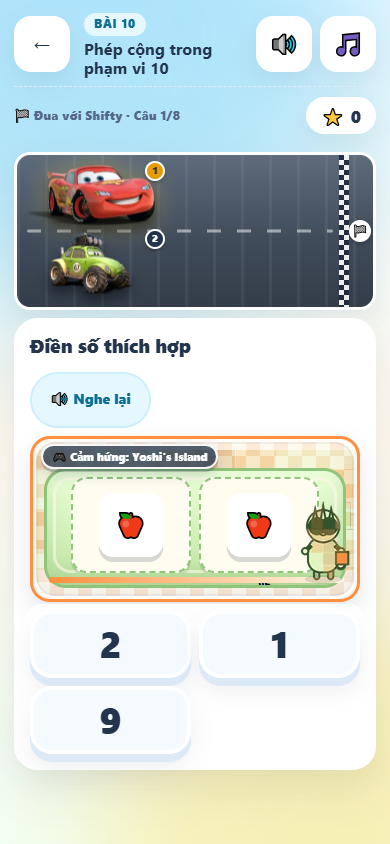 ←
BÀI 10
Phép cộng trong
phạm vi 10
Đua với Shifty · Câu 1/8
0
1
2
Điền số thích hợp
Nghe lại
Cảm hứng: Yoshi's Island
2
1
9